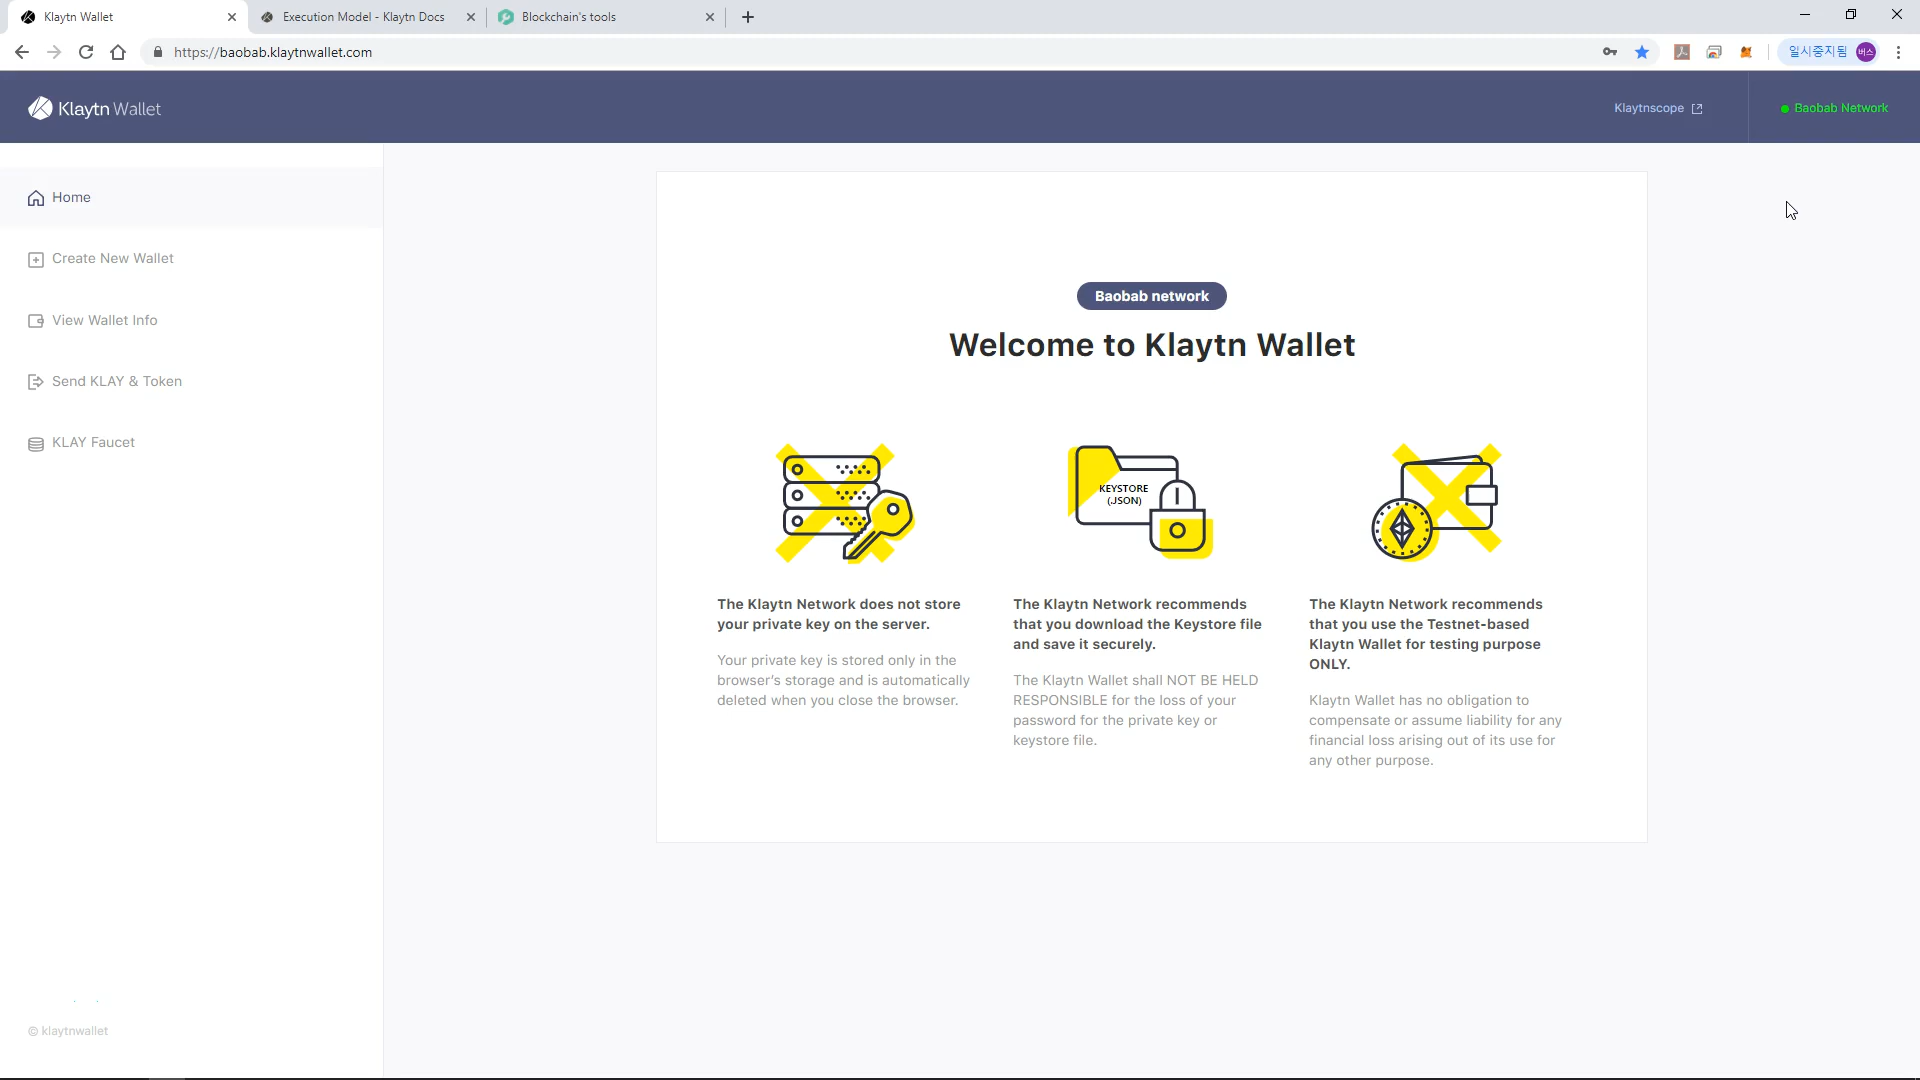 Klaytn Wallet
Execution Model - Klaytn Docs
Blockchain's tools
https://baobab.klaytnwallet.com
일시중지됨
버스
Klaytn Wallet
Klaytnscope
Baobab Network
Home
Create New Wallet
View Wallet Info
Send KLAY & Token
KLAY Faucet
Baobab network
Welcome to Klaytn Wallet
KEYSTORE
(.JSON)
The Klaytn Network does not store
your private key on the server.
Your private key is stored only in the
browser's storage and is automatically
deleted when you close the browser.
The Klaytn Network recommends
that you download the Keystore file
and save it securely.
The Klaytn Wallet shall NOT BE HELD
RESPONSIBLE for the loss of your
password for the private key or
keystore file.
The Klaytn Network recommends
that you use the Testnet-based
Klaytn Wallet for testing purpose
ONLY.
Klaytn Wallet has no obligation to
compensate or assume liability for any
financial loss arising out of its use for
any other purpose.
© klaytnwallet